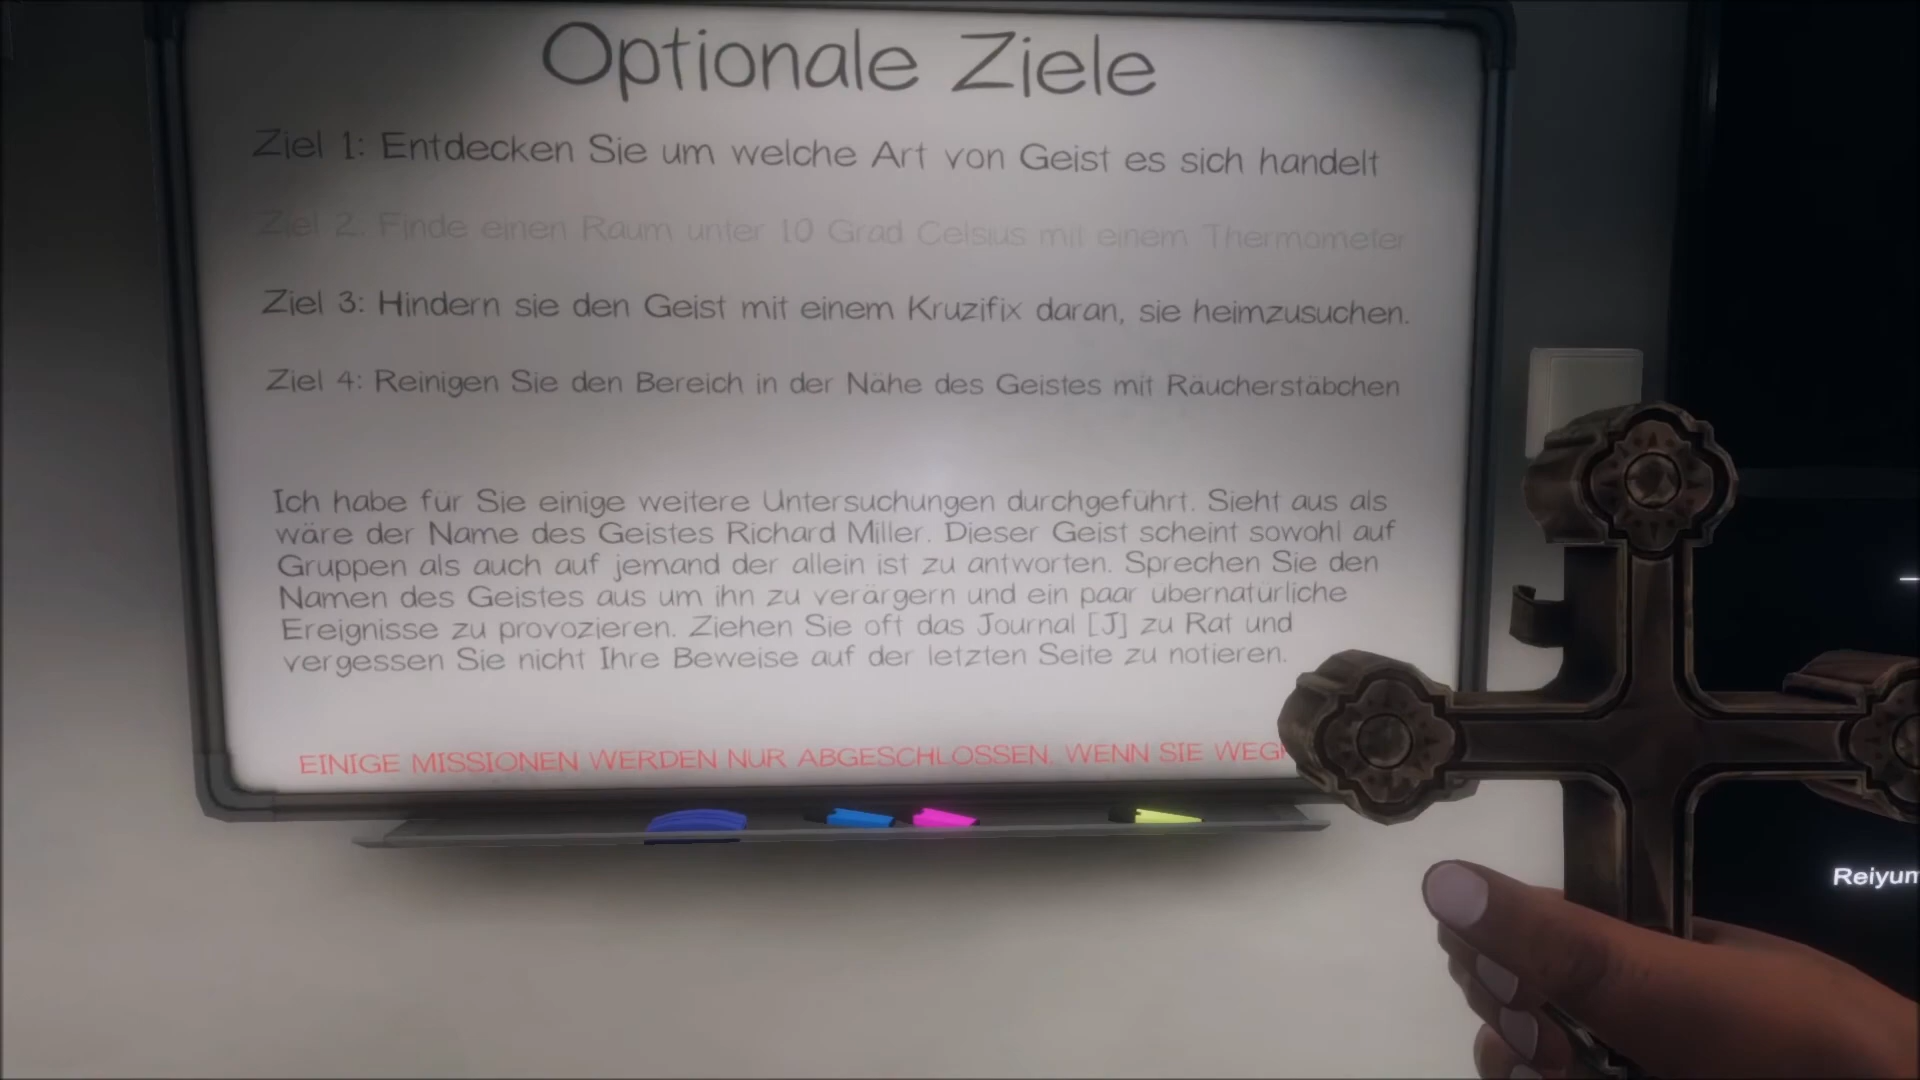 Optionale Ziele
Ziel 1: Entdecken Sie um welche Art von Geist es sich handelt
Ziel 2: Finde einen Raum unter 10 Grad Celsius mit einem Thermometer
Ziel 3: Hindern sie den Geist mit einem Kruzifix daran, sie heimzusuchen.
Ziel 4: Reinigen Sie den Bereich in der Nähe des Geistes mit Räucherstäbchen
Ich habe für Sie einige weitere Untersuchungen durchgeführt. Sieht aus als
wäre der Name des Geistes Richard Miller. Dieser Geist scheint sowohl auf
Gruppen als auch auf jemand der allein ist zu antworten. Sprechen Sie den
Namen des Geistes aus um ihn zu verärgern und ein paar übernatürliche
Ereignisse zu provozieren. Ziehen Sie oft das Journal [J] zu Rat und
vergessen Sie nicht Ihre Beweise auf der letzten Seite zu notieren.
EINIGE MISSIONEN WERDEN NUR ABGESCHLOSSEN, WENN SIE